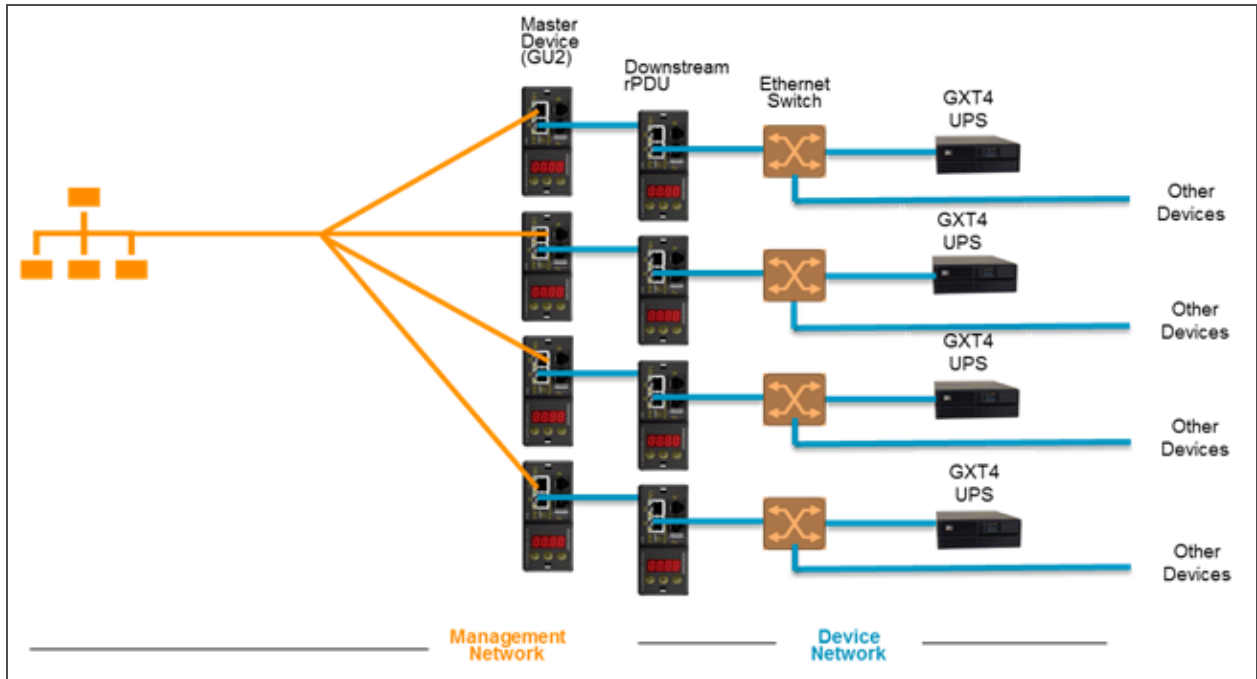 Master
Device
(GU2)
Downstream
rPDU
Ethernet
Switch
GXT4
UPS
Other
Devices
GXT4
UPS
Other
Devices
GXT4
UPS
Other
Devices
GXT4
UPS
Other
Devices
Management
Network
Device
Network